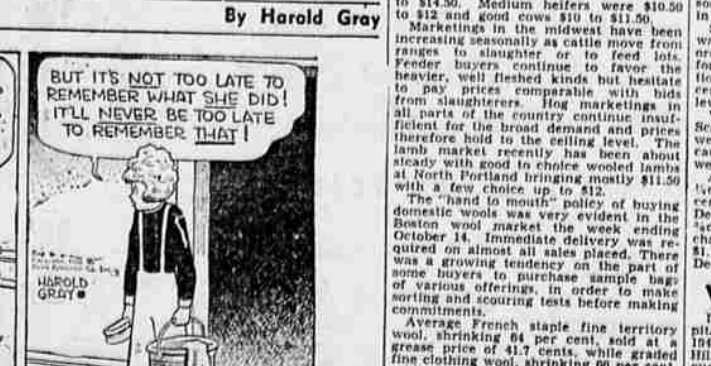 By Harold Gray
BUT IT'S NOT TOO LATE TO
REMEMBER WHAT SHE DID!
IT'LL NEVER BE TOO LATE
TO REMEMBER THAT!
HAROLD
GRAY
to $14.50. Medium heifers were $10.50
to $12 and good cows $10 to $11.50.
Marketings in the midwest have been
increasing seasonally as cattle move from
ranges to slaughter or to feed lots.
Feeder buyers continue to favor the
heavier, well fleshed kinds but hesitate
to pay prices comparable with bids
from slaughterers. Hog marketings in
all parts of the country continue insuf-
ficient for the broad demand and prices
therefore hold to the ceiling level. The
lamb market recently has been about
steady with good to choice wooled lambs
at North Portland bringing mostly $11.50
with a few choice up to $12.
The "hand to mouth" policy of buying
domestic wools was very evident in the
Boston wool market the week ending
October 14. Immediate delivery was re-
quired on almost all sales placed. There
was a growing tendency on the part of
some buyers to purchase sample bags
of various offerings, in order to make
sorting and scouring tests before making
commitments.
Average French staple fine territory
wool, shrinking 64 per cent, sold at a
grease price of 41.7 cents, while graded
fine clothing wool, shrinking 66 per cent